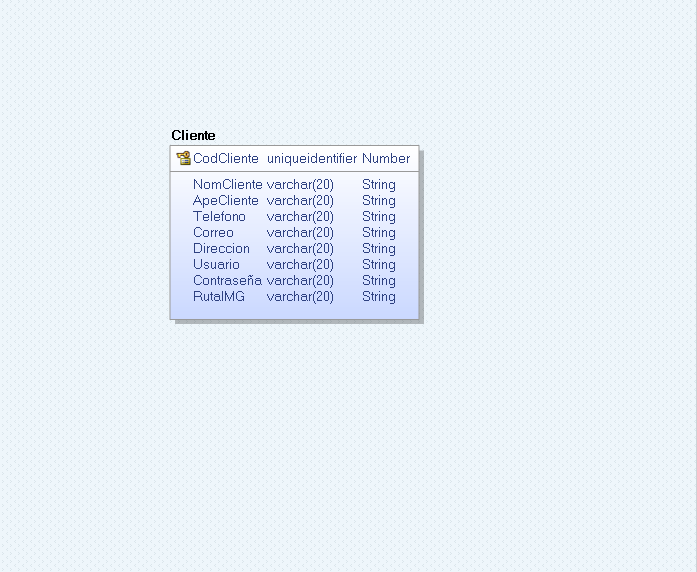 Cliente
CodCliente uniqueidentifier Number
NomCliente varchar(20) String
ApeCliente varchar(20) String
Telefono varchar(20) String
Correo varchar(20) String
Direccion varchar(20) String
Usuario varchar(20) String
Contraseña varchar(20) String
RutaIMG varchar(20) String